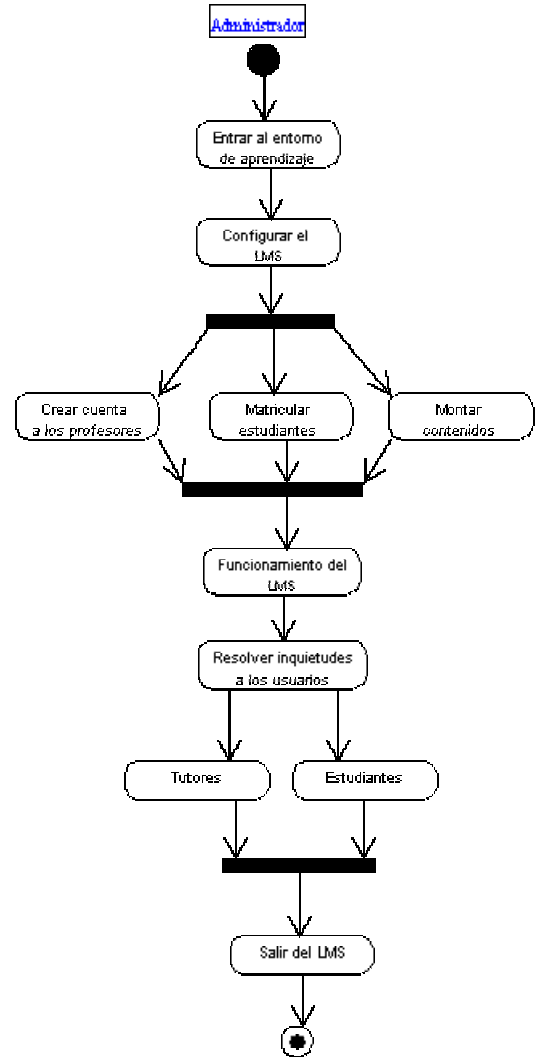 Administrador
Entrar al entorno
de aprendizaje
Configurar el
LMS
Crear cuenta
a los profesores
Matricular
estudiantes
Montar
contenidos
Funcionamiento del
LMS
Resolver inquietudes
a los usuarios
Tutores
Estudiantes
Salir del LMS